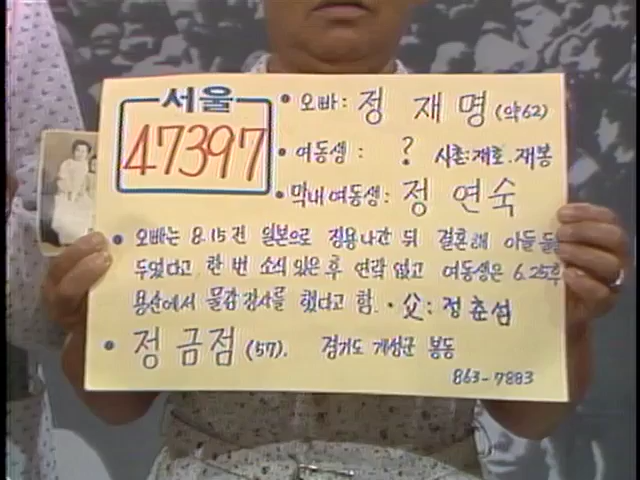 서울
47397
• 오빠: 정 재 명 (약62)
• 여동생 : ? 사촌: 재호. 재봉
• 막내여동생: 정 연 숙
• 오빠는 8.15 전 일본으로 징용나간 뒤 결혼해 아들 둘
두었다고 한 번 소식 있은 후 연락 없고 여동생은 6.25후
용산에서 물감장사를 했다고 함. • 父: 정춘섭
• 정 금 점 (57). 경기도 개성군 봉동
863-7883